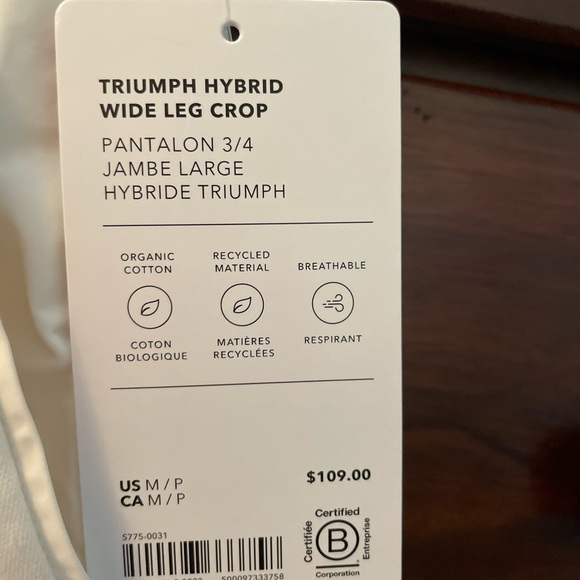 TRIUMPH HYBRID
WIDE LEG CROP
PANTALON 3/4
JAMBE LARGE
HYBRIDE TRIUMPH
ORGANIC
COTTON
RECYCLED
MATERIAL
BREATHABLE
COTON
BIOLOGIQUE
MATIÈRES
RECYCLÉES
RESPIRANT
US M / P
CA M / P
$109.00
S775-0031
500097333758
Certified
Certifiée
B
Entreprise
Corporation